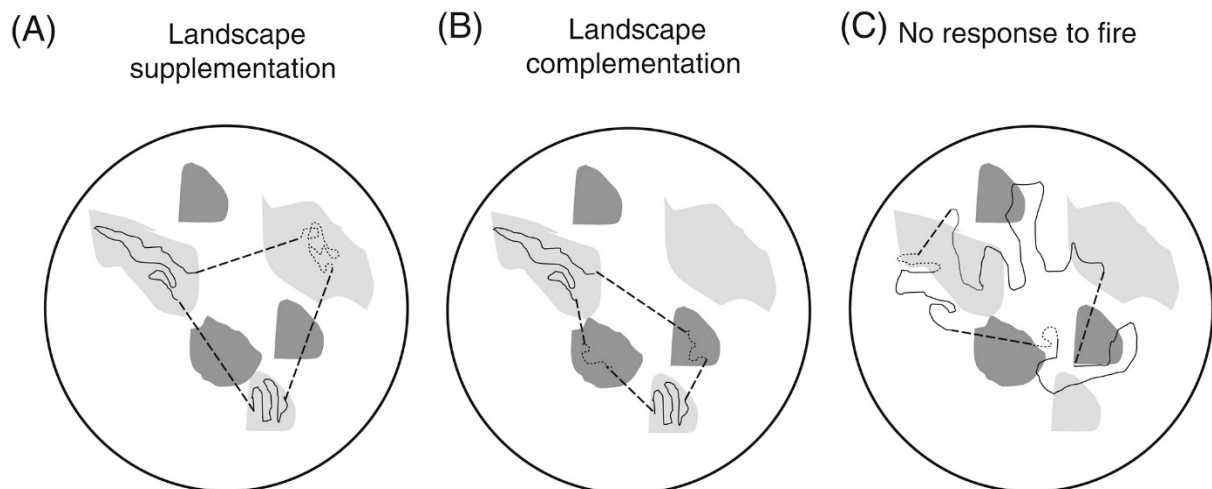 (A)
Landscape
supplementation
(B)
Landscape
complementation
(C) No response to fire